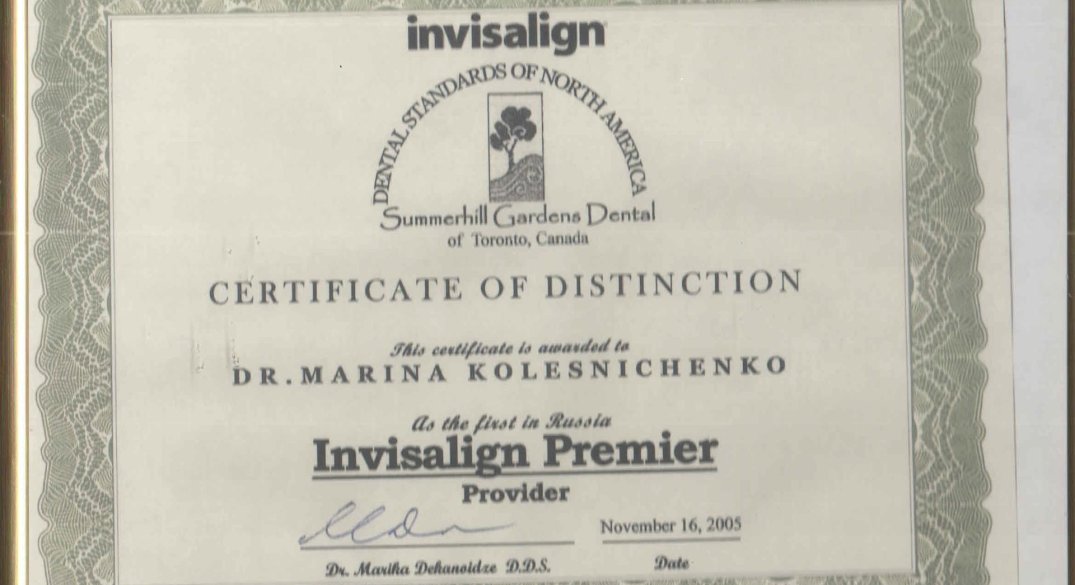 invisalign
DENTAL STANDARDS OF NORTH AMERICA
Summerhill Gardens Dental
of Toronto, Canada
CERTIFICATE OF DISTINCTION
This certificate is awarded to
DR. MARINA KOLESNICHENKO
As the first in Russia
Invisalign Premier
Provider
November 16, 2005
Dr. Marika Dekanoidze D.D.S.
Date